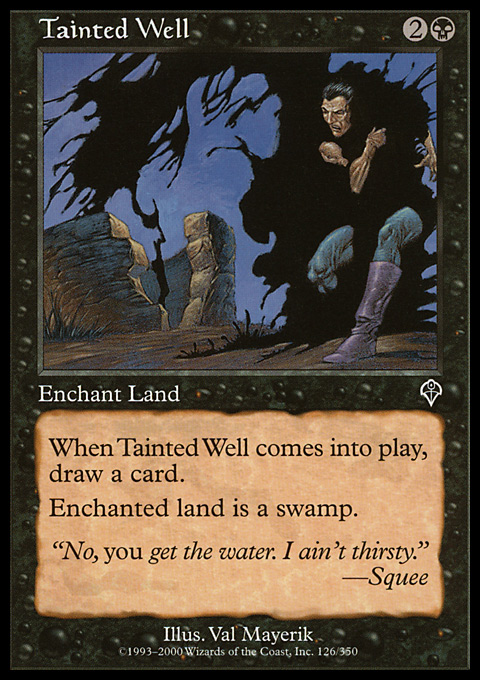 Tainted Well 2
Enchant Land
When Tainted Well comes into play,
draw a card.
Enchanted land is a swamp.
“No, you get the water. I ain’t thirsty.”
—Squee
Illus. Val Mayerik
©1993–2000 Wizards of the Coast, Inc. 126/350